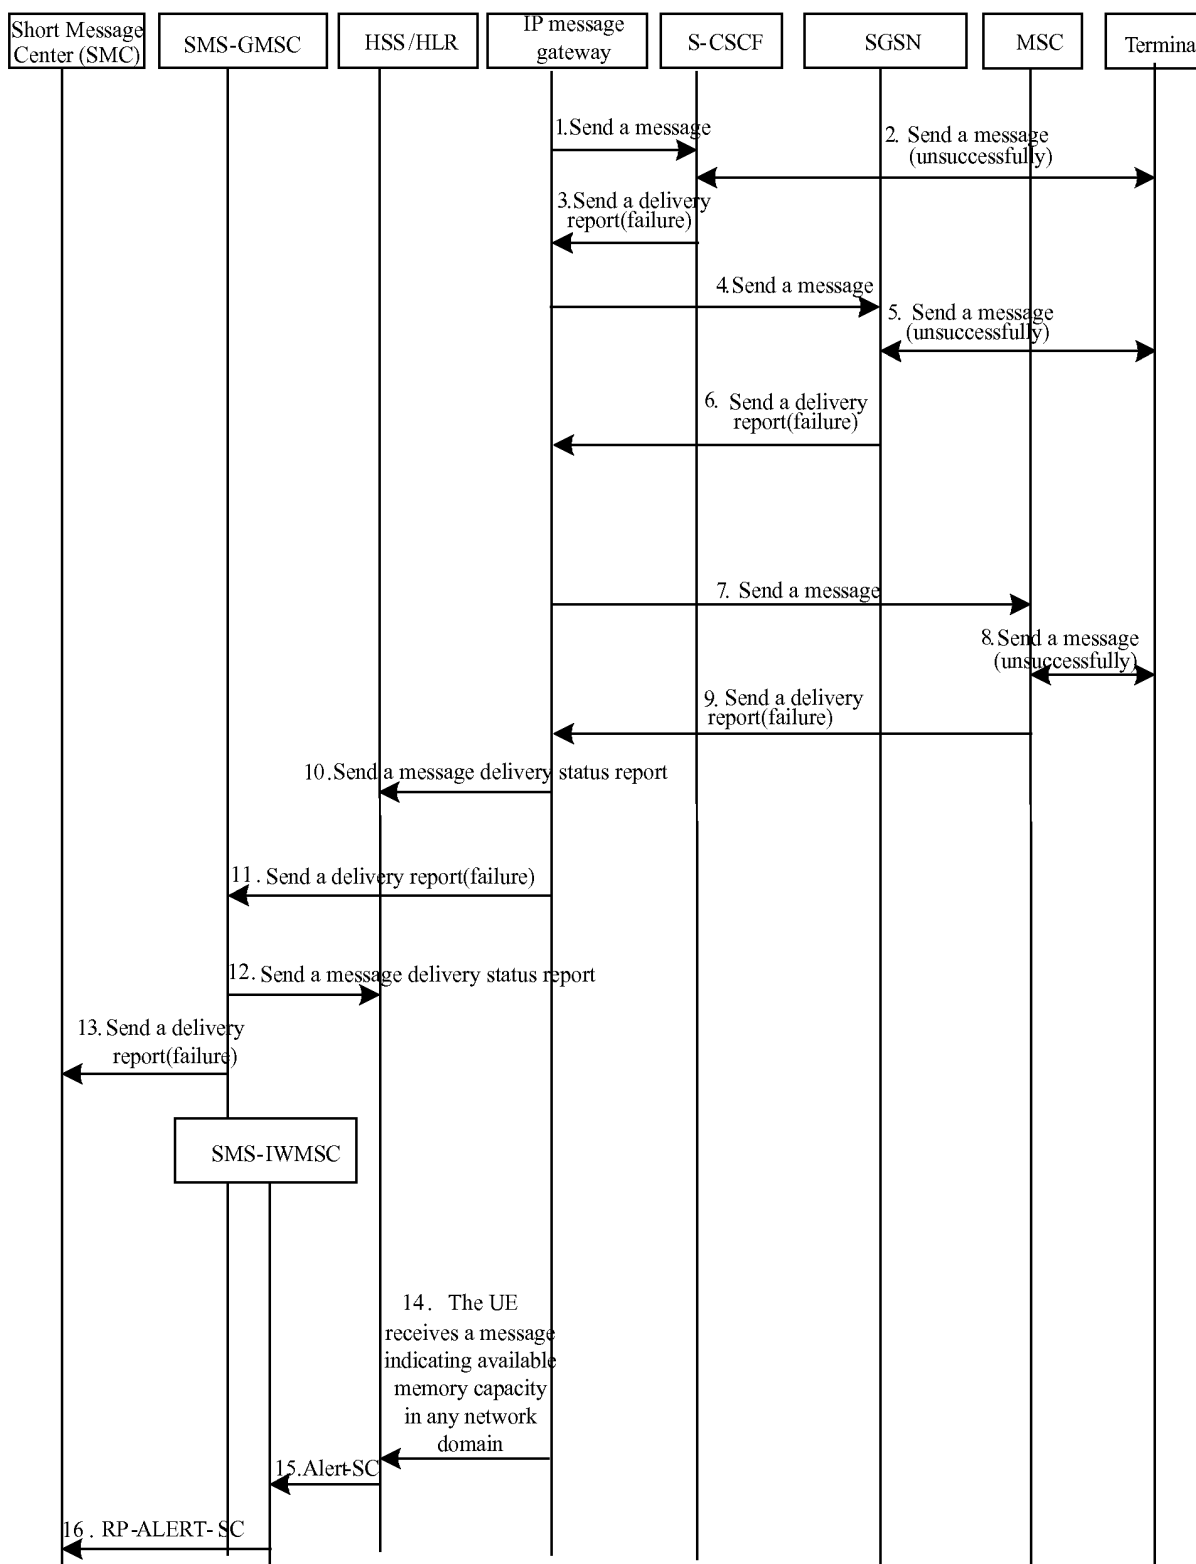 Short Message
Center (SMC)
SMS-GMSC
HSS/HLR
IP message
gateway
S-CSCF
SGSN
MSC
Termina
1.Send a message
2. Send a message
(unsuccessfully)
3.Send a delivery
report(failure)
4.Send a message
5. Send a message
(unsuccessfully)
6. Send a delivery
report(failure)
7. Send a message
8.Send a message
(unsuccessfully)
9. Send a delivery
report(failure)
10.Send a message delivery status report
11. Send a delivery report(failure)
12. Send a message delivery status report
13.Send a delivery
report(failure)
SMS-IWMSC
14. The UE
receives a message
indicating available
memory capacity
in any network
domain
15.Alert-SC
16. RP-ALERT-SC